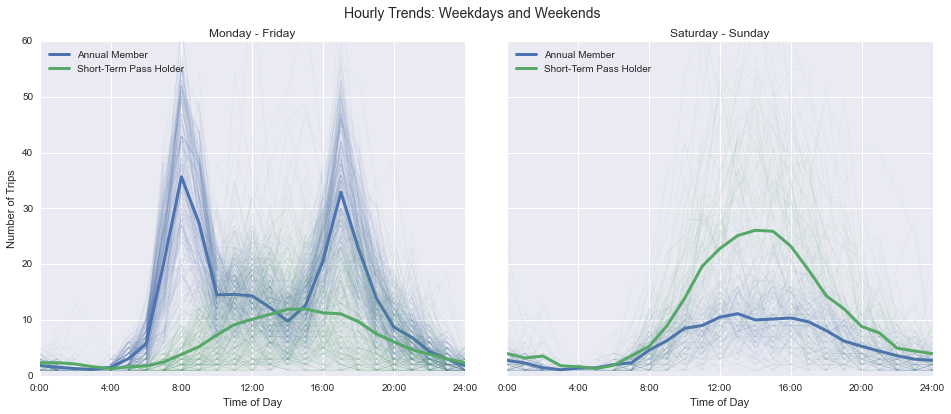 Hourly Trends: Weekdays and Weekends
Monday - Friday
Saturday - Sunday
Annual Member
Short-Term Pass Holder
Annual Member
Short-Term Pass Holder
Number of Trips
60
50
40
30
20
10
0
0:00 4:00 8:00 12:00 16:00 20:00 24:00
0:00 4:00 8:00 12:00 16:00 20:00 24:00
Time of Day
Time of Day